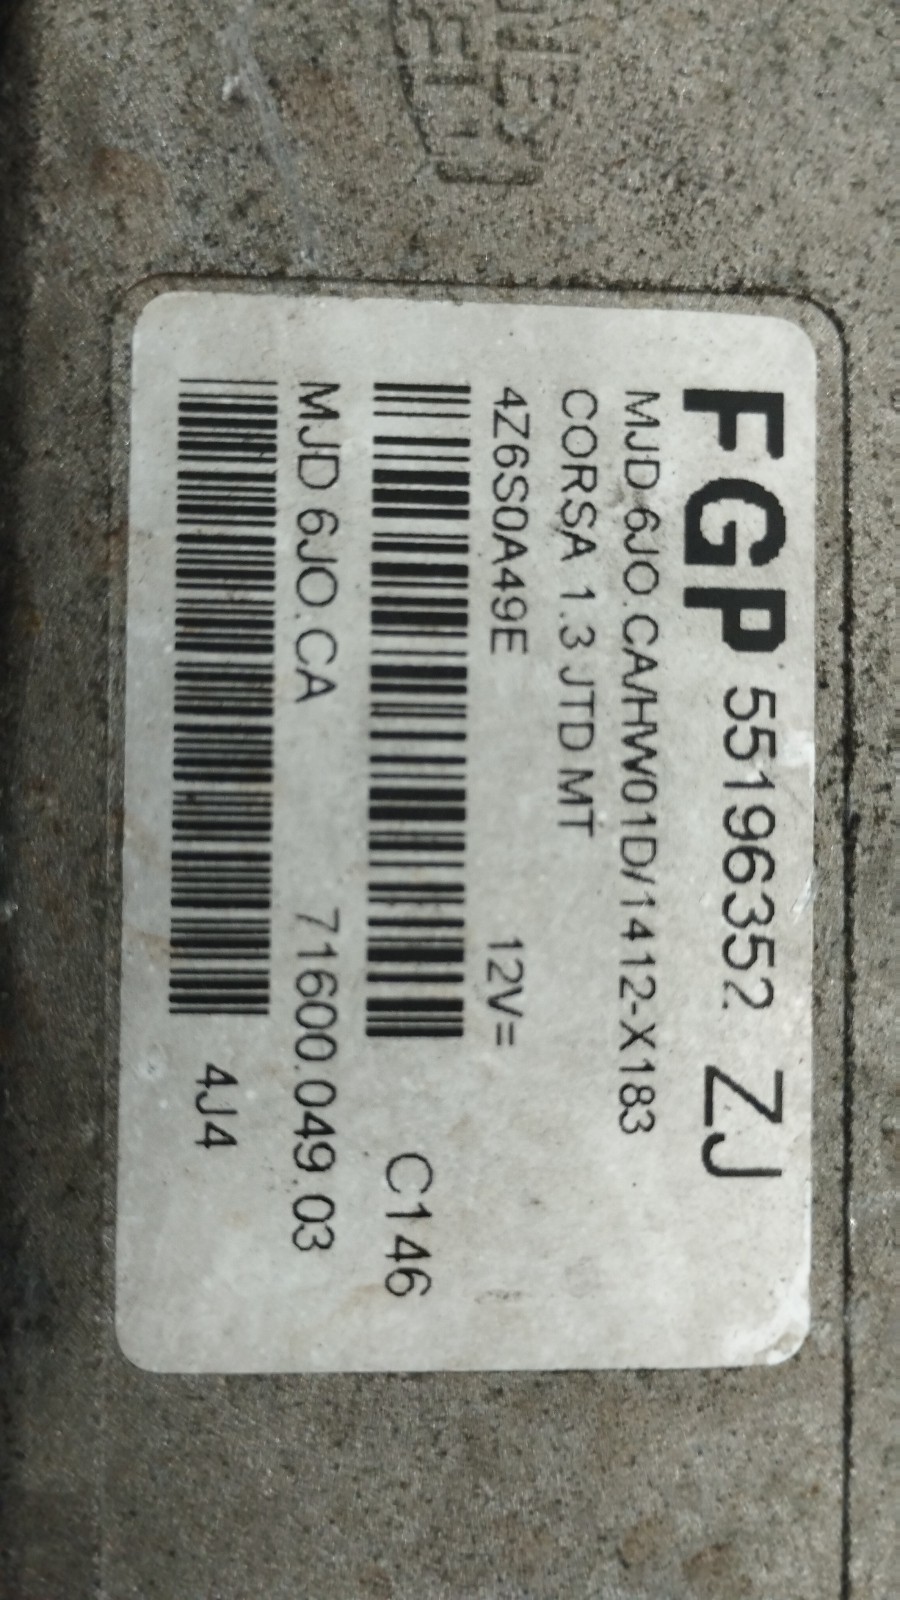 FGP 55196352 ZJ
MJD 6JO.CA/HW01D/1412-X183
CORSA 1.3 JTD MT
4Z6S0A49E 12V=
C146
MJD 6JO.CA 71600.049.03
4J4